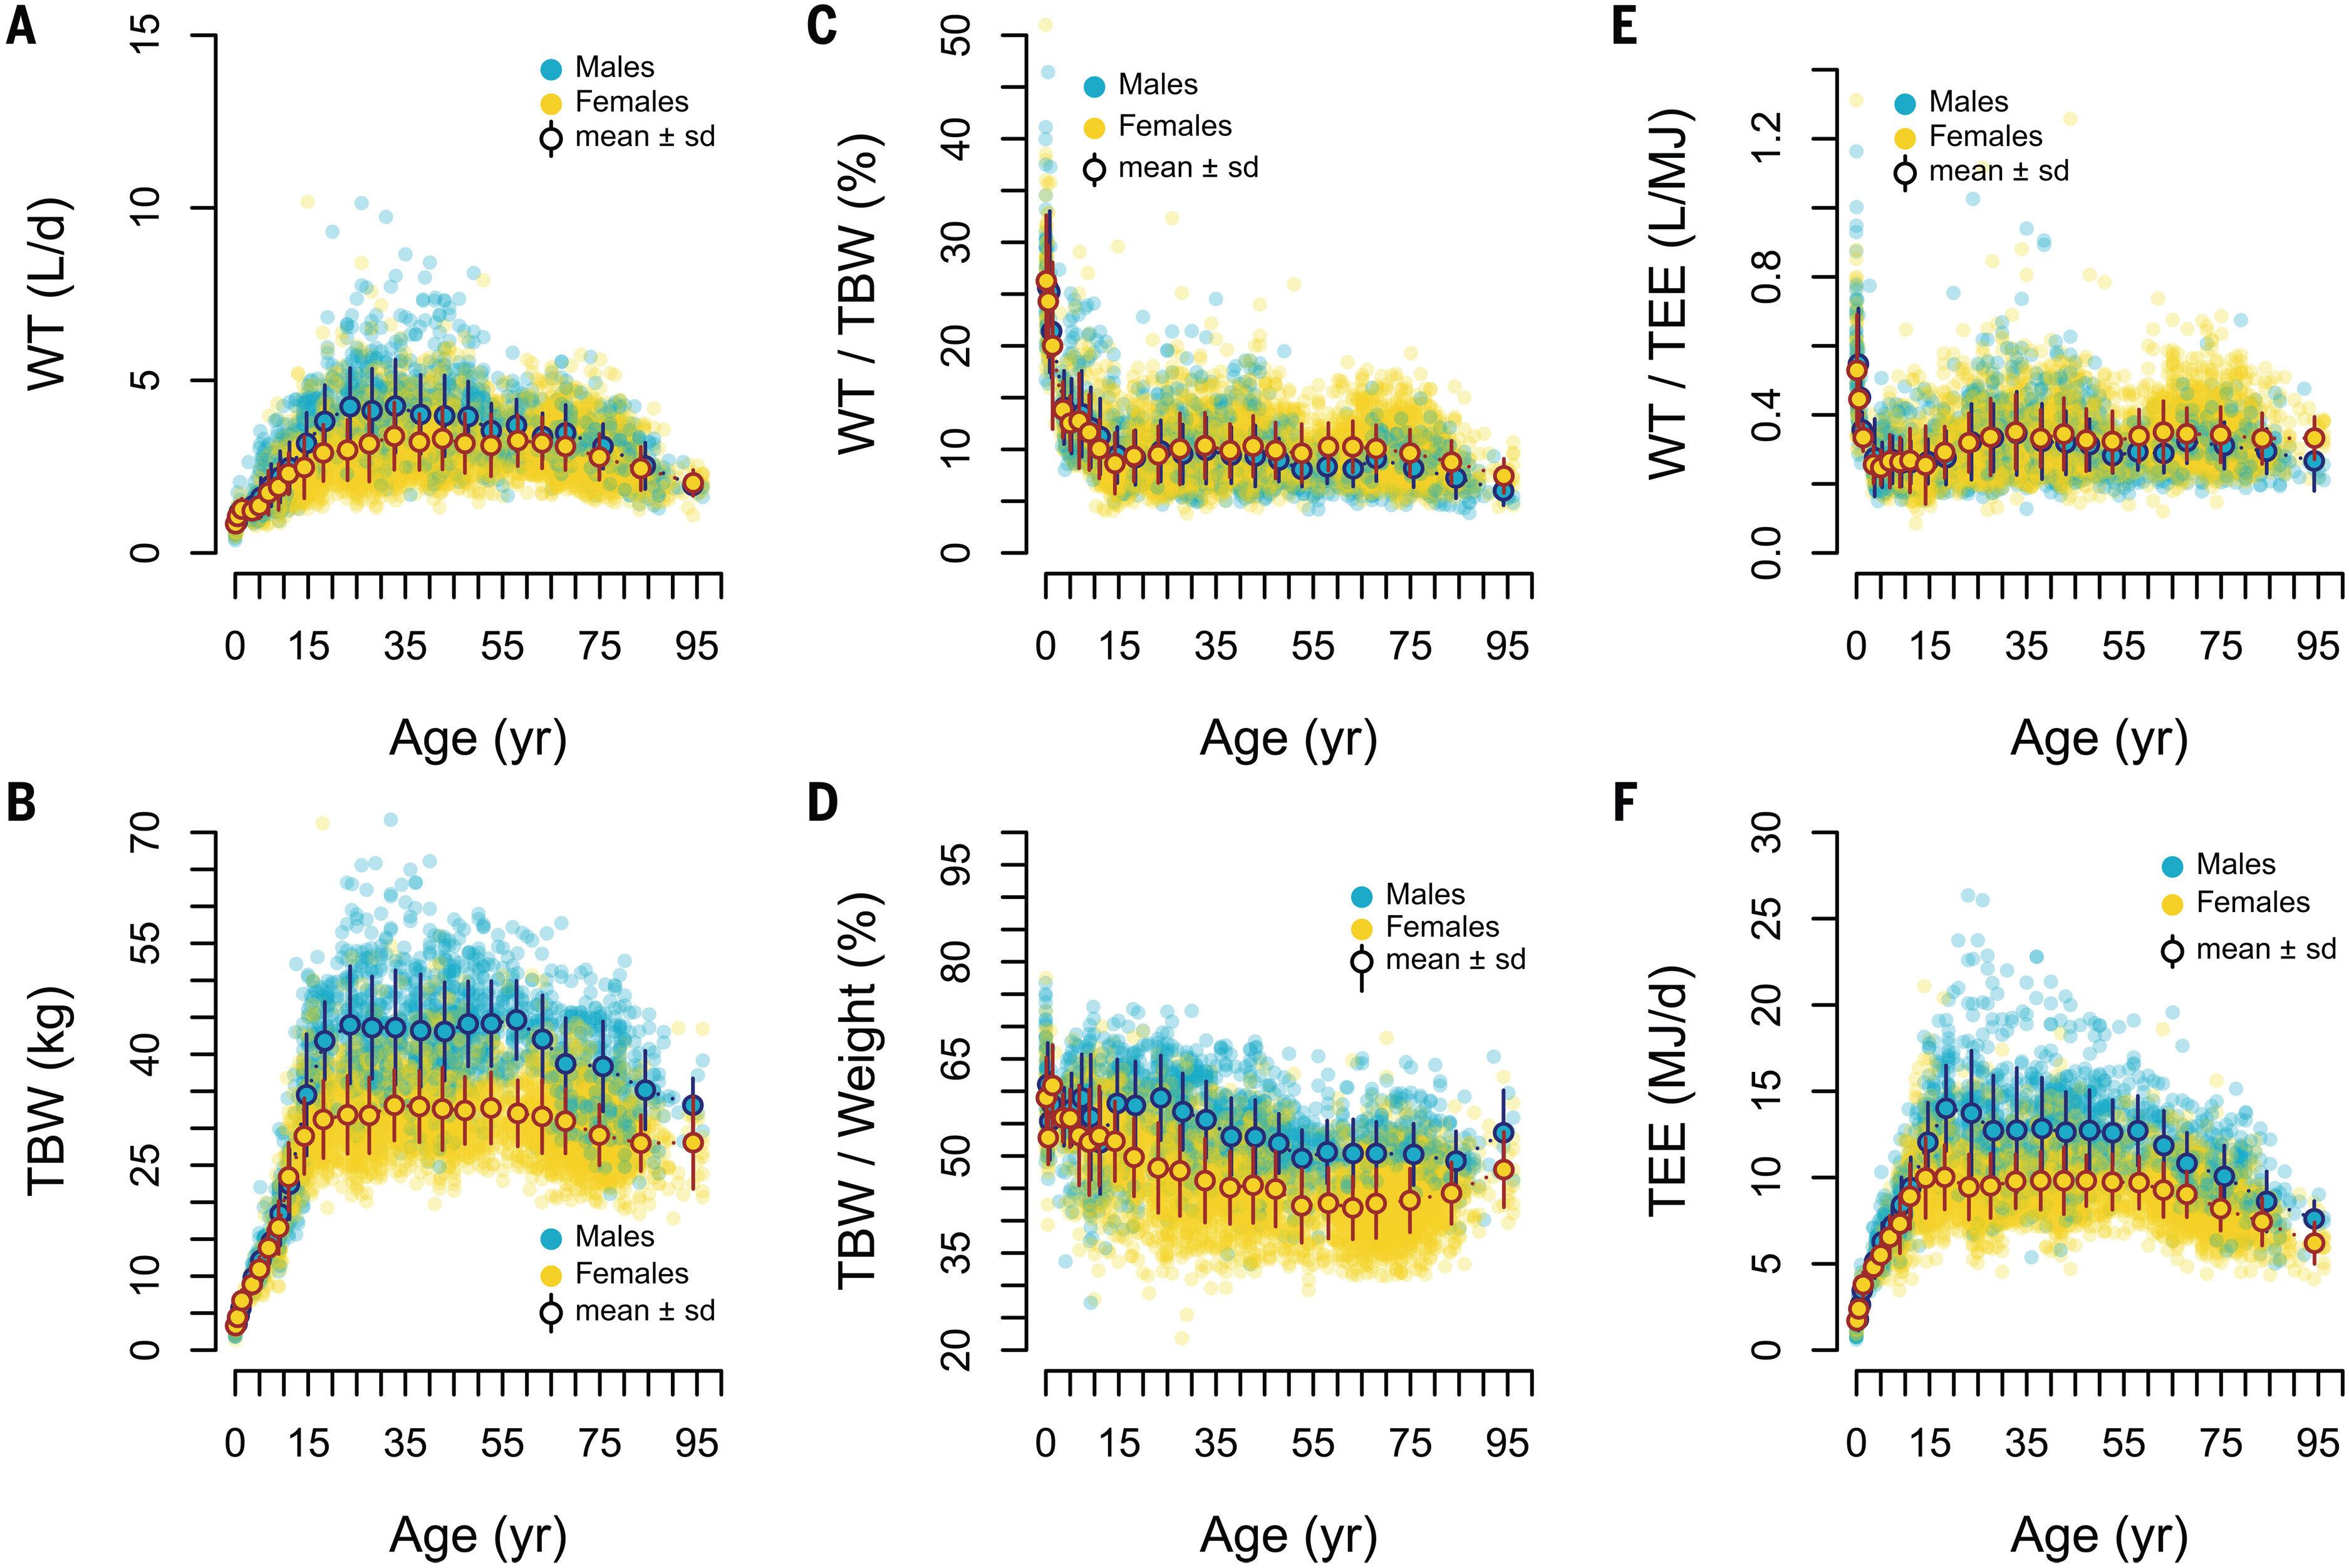 A
WT (L/d)
15
10
5
0
Males
Females
mean ± sd
0 15 35 55 75 95
Age (yr)
C
WT / TBW (%)
50
40
30
20
10
0
Males
Females
mean ± sd
0 15 35 55 75 95
Age (yr)
E
WT / TEE (L/MJ)
1.2
0.8
0.4
0.0
Males
Females
mean ± sd
0 15 35 55 75 95
Age (yr)
B
TBW (kg)
70
55
40
25
10
0
Males
Females
mean ± sd
0 15 35 55 75 95
Age (yr)
D
TBW / Weight (%)
95
80
65
50
35
20
Males
Females
mean ± sd
0 15 35 55 75 95
Age (yr)
F
TEE (MJ/d)
30
25
20
15
10
5
0
Males
Females
mean ± sd
0 15 35 55 75 95
Age (yr)